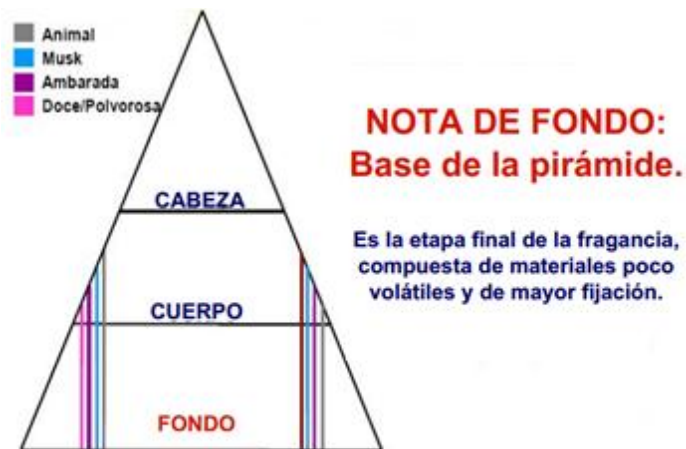 Animal
Musk
Ambarada
Doce/Polvorosa
CABEZA
CUERPO
FONDO
NOTA DE FONDO:
Base de la pirámide.
Es la etapa final de la fragancia,
compuesta de materiales poco
volátiles y de mayor fijación.